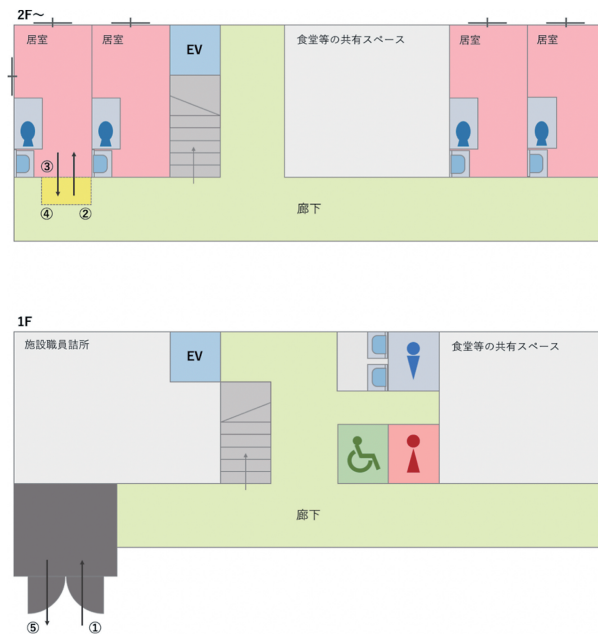 2F〜
居室
居室
EV
食堂等の共有スペース
居室
居室
③
④
②
廊下
1F
施設職員詰所
EV
食堂等の共有スペース
廊下
⑤
①